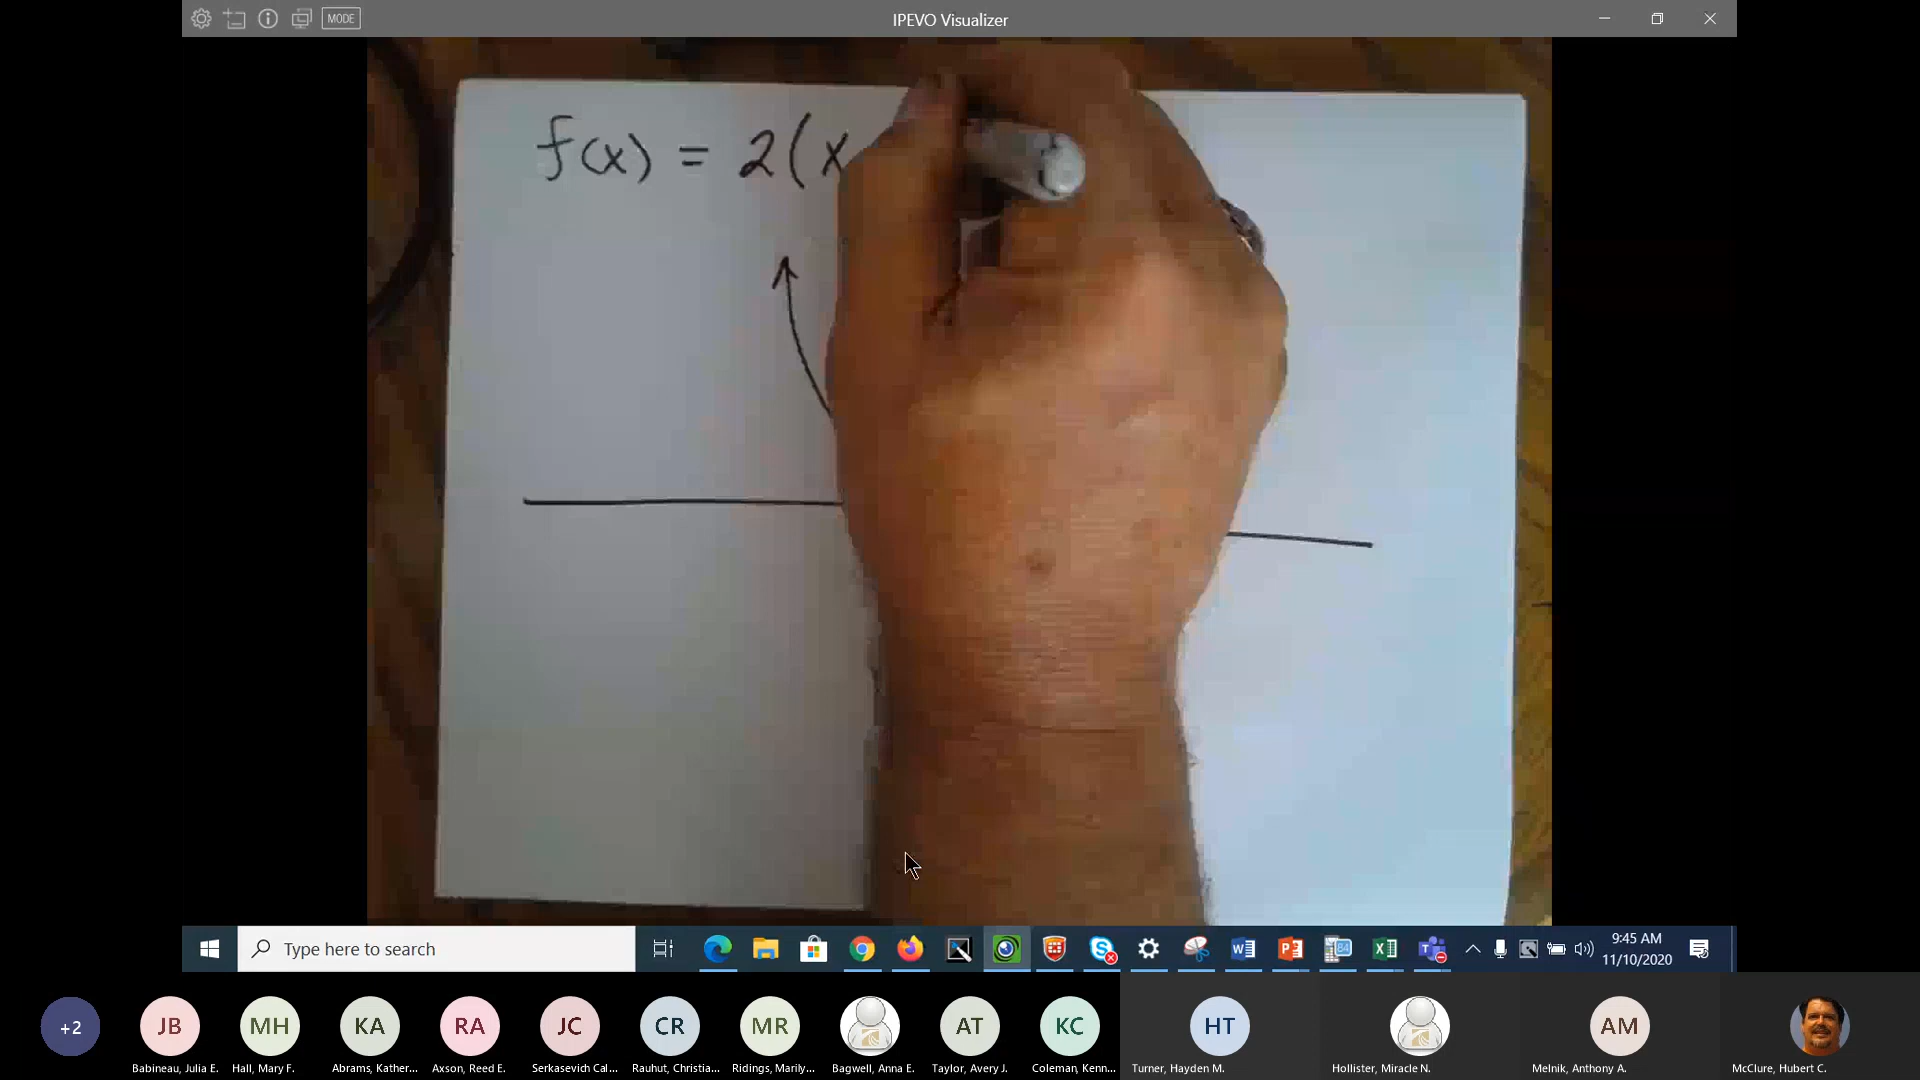 MODE
IPEVO Visualizer
f(x) = 2(x
Type here to search
9:45 AM
11/10/2020
+2
JB
MH
KA
RA
JC
CR
MR
AT
KC
HT
AM
Babineau, Julia E.
Hall, Mary F.
Abrams, Kather...
Axson, Reed E.
Serkasevich Cal...
Rauhut, Christia...
Ridings, Marily...
Bagwell, Anna E.
Taylor, Avery J.
Coleman, Kenn...
Turner, Hayden M.
Hollister, Miracle N.
Melnik, Anthony A.
McClure, Hubert C.